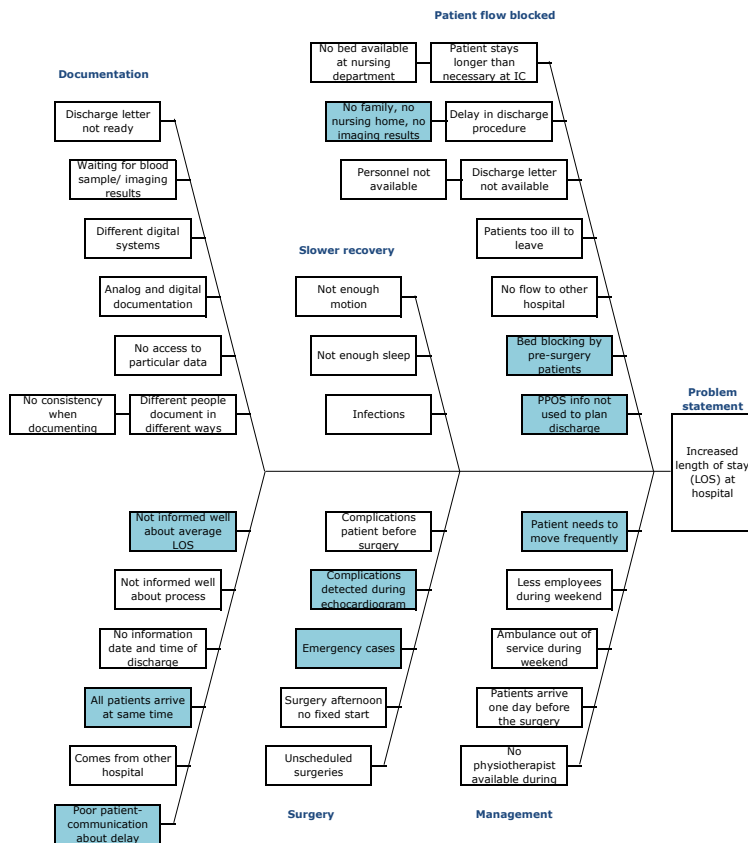 Patient flow blocked
No bed available
at nursing
department
Patient stays
longer than
necessary at IC
Documentation
Discharge letter
not ready
No family, no
nursing home, no
imaging results
Delay in discharge
procedure
Waiting for blood
sample/ imaging
results
Personnel not
available
Discharge letter
not available
Different digital
systems
Patients too ill to
leave
Slower recovery
Analog and digital
documentation
Not enough
motion
No flow to other
hospital
No access to
particular data
Not enough sleep
Bed blocking by
pre-surgery
patients
No consistency
when
documenting
Different people
document in
different ways
Infections
PPOS info not
used to plan
discharge
Problem
statement
Increased
length of stay
(LOS) at
hospital
Not informed well
about average
LOS
Complications
patient before
surgery
Patient needs to
move frequently
Not informed well
about process
Complications
detected during
echocardiogram
Less employees
during weekend
No information
date and time of
discharge
Emergency cases
Ambulance out of
service during
weekend
All patients arrive
at same time
Surgery afternoon
no fixed start
Patients arrive
one day before
the surgery
Comes from other
hospital
Unscheduled
surgeries
No
physiotherapist
available during
Poor patient-
communication
about delay
Surgery
Management